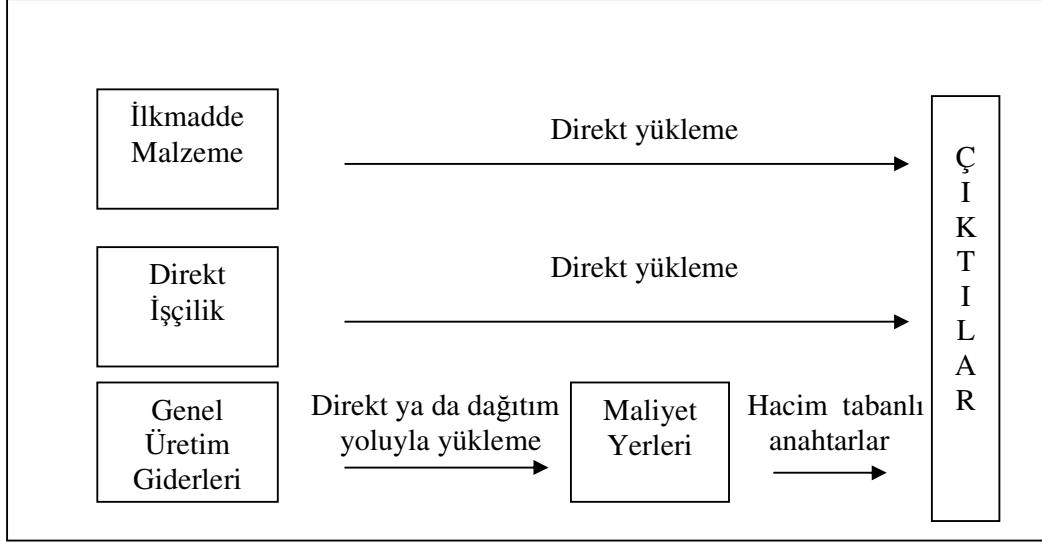 İlkmadde
Malzeme
Direkt yükleme
Direkt
İşçilik
Direkt yükleme
Genel
Üretim
Giderleri
Direkt ya da dağıtım
yoluyla yükleme
Maliyet
Yerleri
Hacim tabanlı
anahtarlar
Ç
I
K
T
I
L
A
R